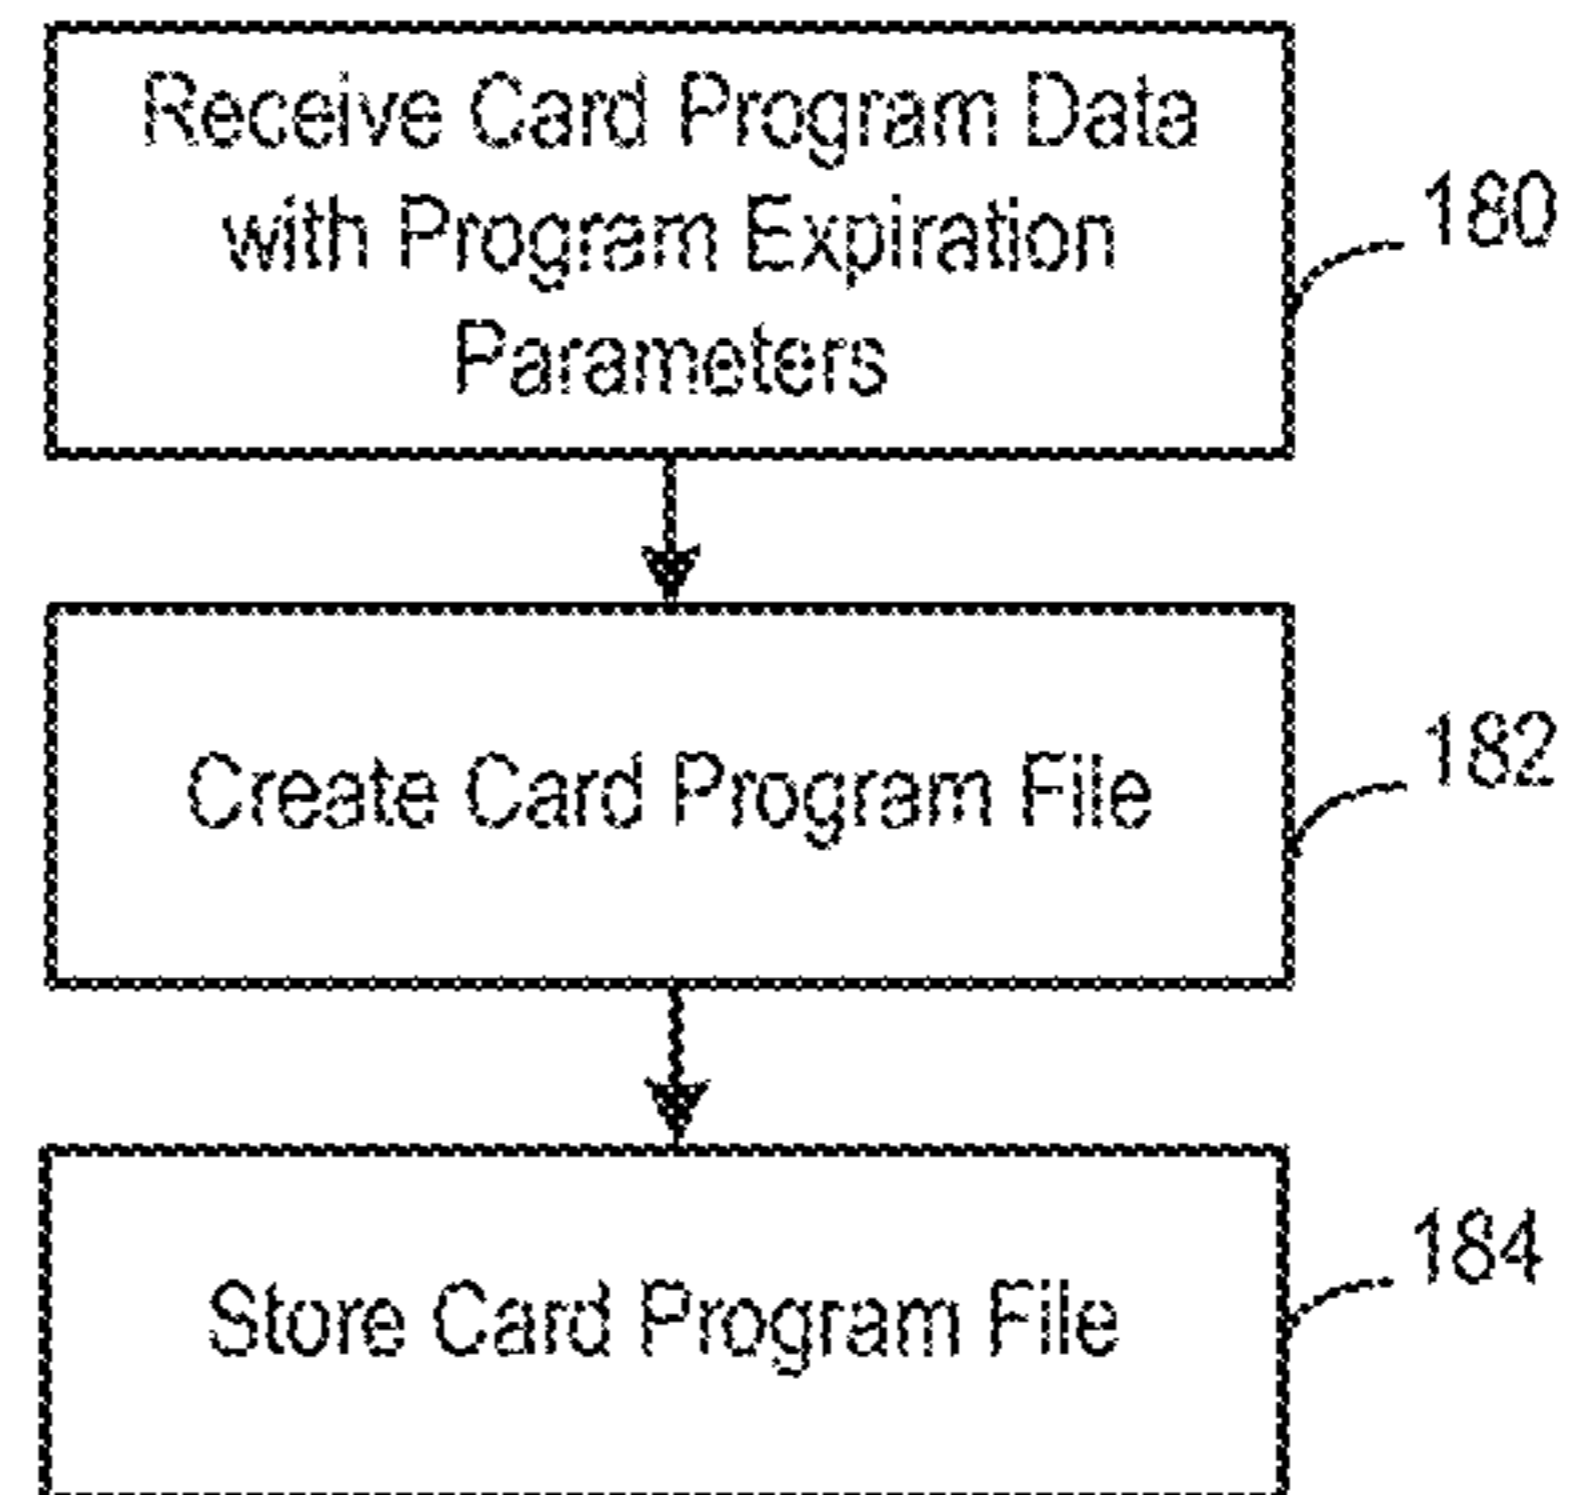 Receive Card Program Data
with Program Expiration
Parameters
180
Create Card Program File
182
Store Card Program File
184